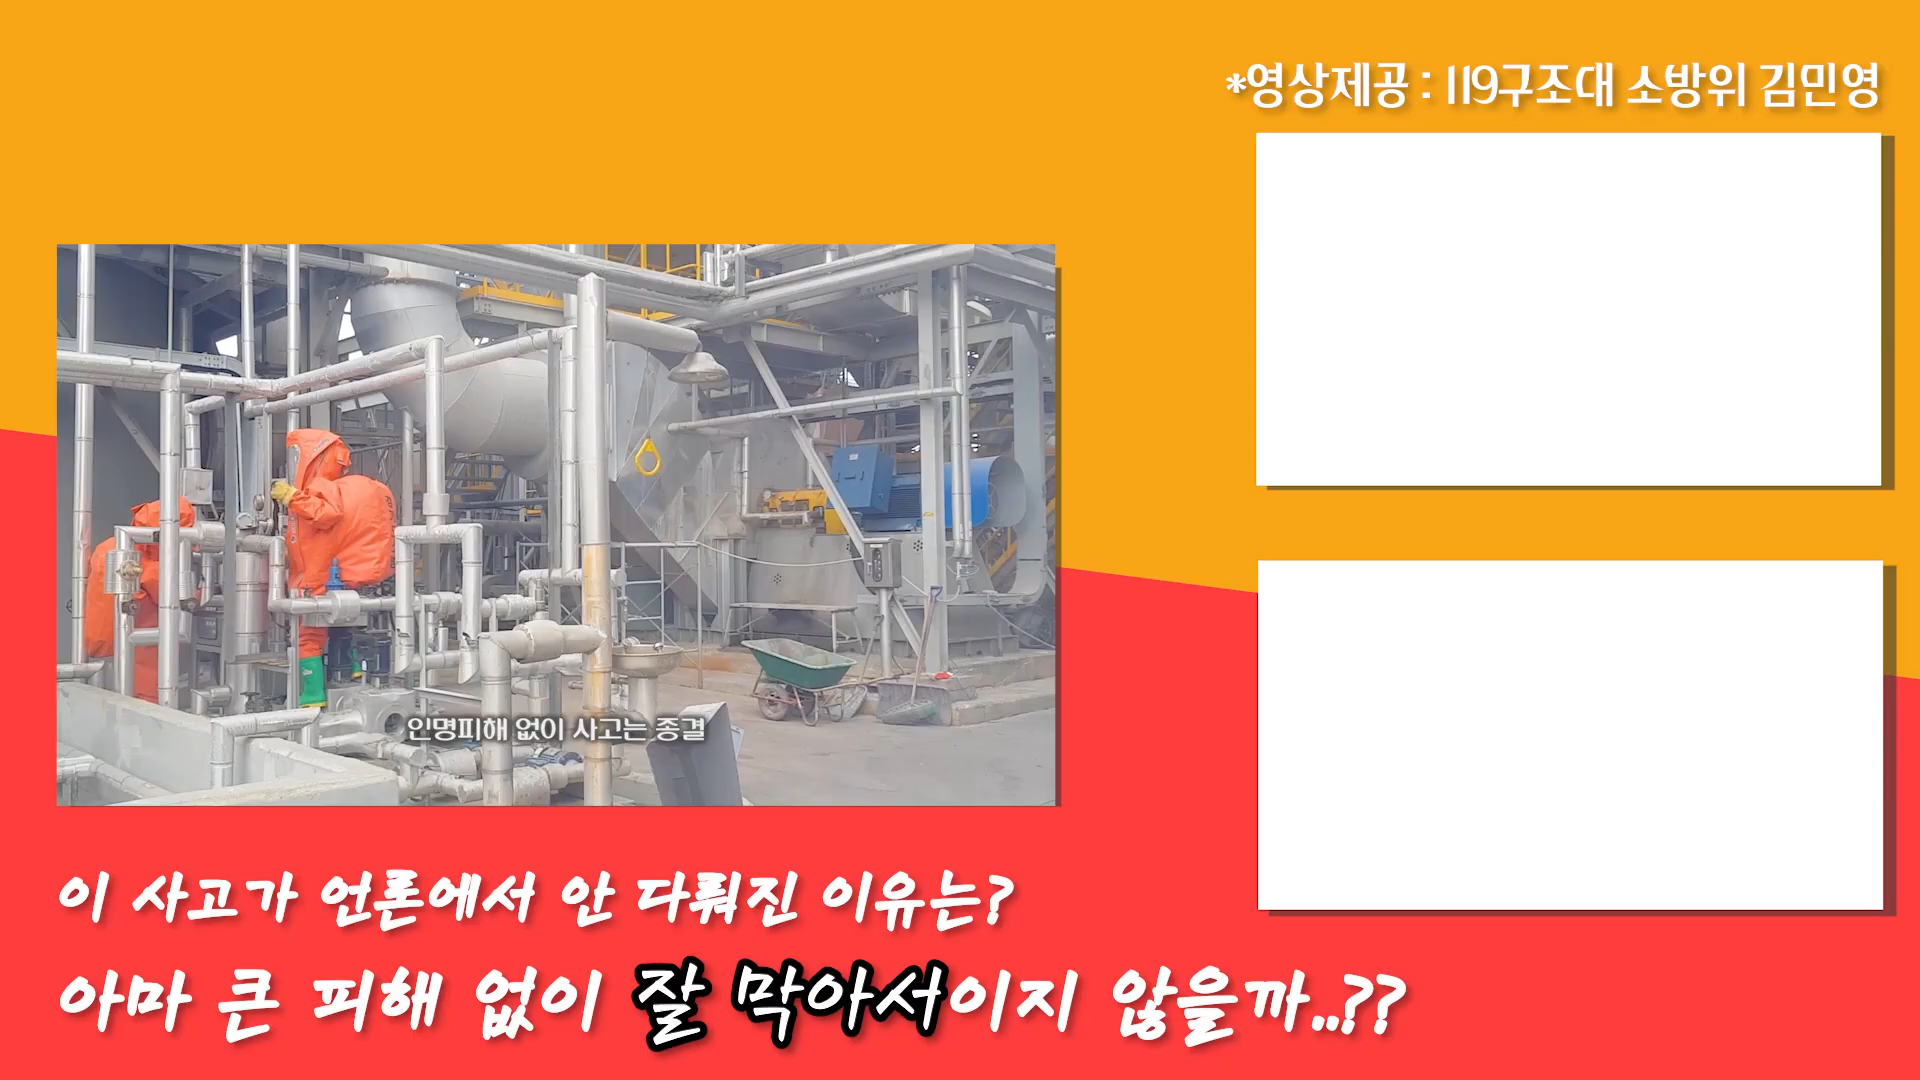 *영상제공 : 119구조대 소방위 김민영
인명피해 없이 사고는 종결
이 사고가 언론에서 안 다뤄진 이유는?
아마 큰 피해 없이 잘 막아서이지 않을까..??